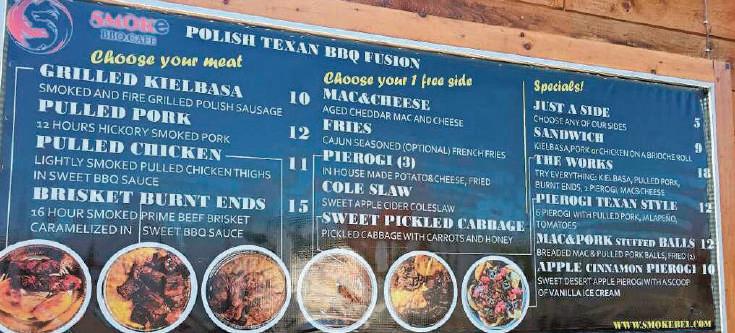 SMOKe
BBQ CAFE
POLISH TEXAN BBQ FUSION
Choose your meat
GRILLED KIELBASA 10
SMOKED AND FIRE GRILLED POLISH SAUSAGE
PULLED PORK 12
12 HOURS HICKORY SMOKED PORK
PULLED CHICKEN 11
LIGHTLY SMOKED PULLED CHICKEN THIGHS
IN SWEET BBQ SAUCE
BRISKET BURNT ENDS 15
16 HOUR SMOKED PRIME BEEF BRISKET
CARAMELIZED IN SWEET BBQ SAUCE
Choose your 1 free side
MAC&CHEESE
AGED CHEDDAR MAC AND CHEESE
FRIES
CAJUN SEASONED (OPTIONAL) FRENCH FRIES
PIEROGI (3)
IN HOUSE MADE POTATO&CHEESE, FRIED
COLE SLAW
SWEET APPLE CIDER COLESLAW
SWEET PICKLED CABBAGE
PICKLED CABBAGE WITH CARROTS AND HONEY
Specials!
JUST A SIDE 5
CHOOSE ANY OF OUR SIDES
SANDWICH 9
KIELBASA, PORK or CHICKEN ON A BRIOCHE ROLL
THE WORKS 18
TRY EVERYTHING: KIELBASA, PULLED PORK,
BURNT ENDS, 2 PIEROGI, MAC&CHEESE
PIEROGI TEXAN STYLE 12
6 PIEROGI WITH PULLED PORK, JALAPEÑO,
TOMATOES
MAC&PORK STUFFED BALLS 12
BREADED MAC & PULLED PORK BALLS, FRIED (2)
APPLE CINNAMON PIEROGI 10
SWEET DESERT APPLE PIEROGI WITH A SCOOP
OF VANILLA ICE CREAM
WWW.SMOKEBEL.COM